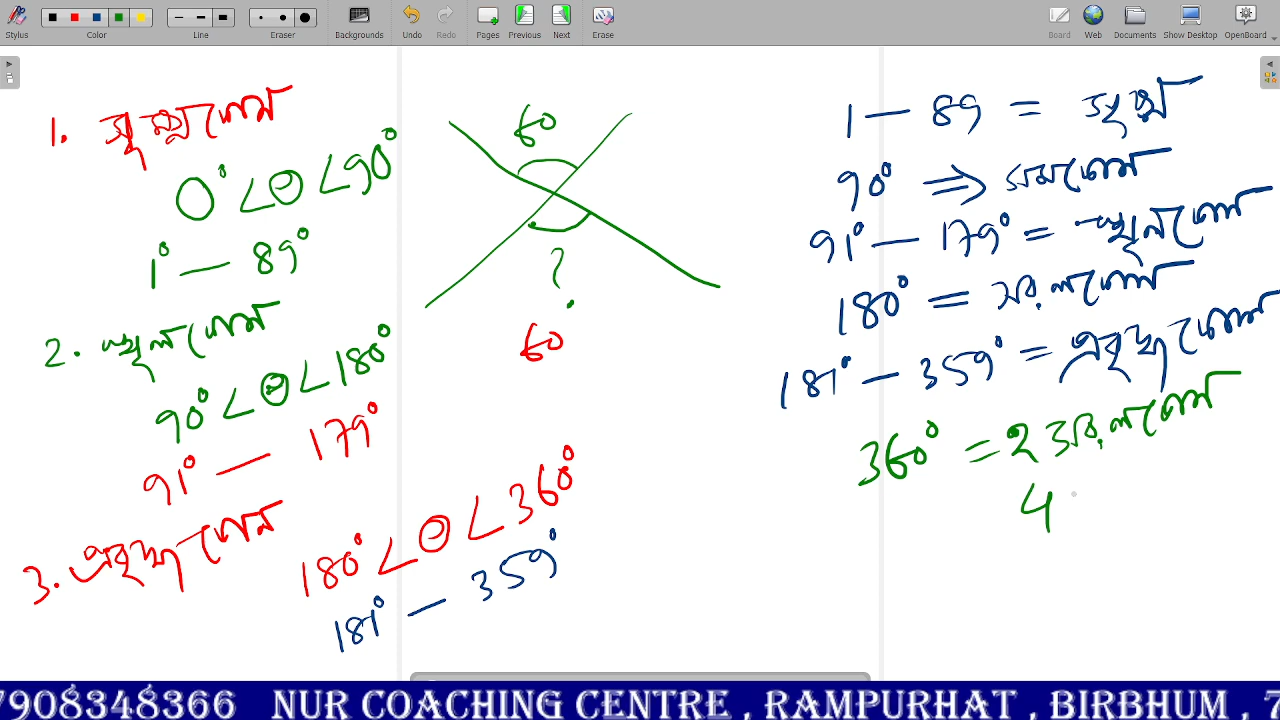 Stylus
Color
Line
Eraser
Backgrounds
Undo
Redo
Pages
Previous
Next
Erase
Board
Web
Documents
Show Desktop
OpenBoard
1. সূক্ষ্মকোণ
0° < θ < 90°
1° — 89°
2. স্থূলকোণ
90° < θ < 180°
91° — 179°
3. প্রবৃদ্ধকোণ
180° < θ < 360°
181° — 359°
60
?
60
1 — 89 = সূক্ষ্ম
90° ⇒ সমকোণ
91° — 179° = স্থূলকোণ
180° = সরলকোণ
181° — 359° = প্রবৃদ্ধকোণ
360° = 2 সরলকোণ
4
7908348366 NUR COACHING CENTRE , RAMPURHAT , BIRBHUM , 7